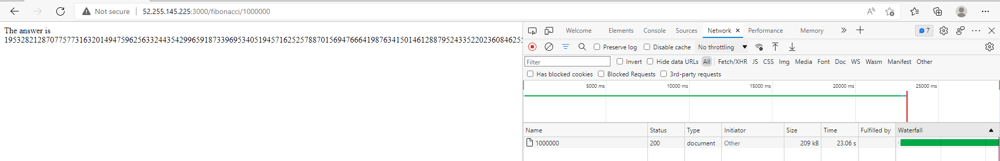 Not secure 52.255.145.225:3000/fibonacci/1000000
The answer is
Welcome Elements Console Sources Network Performance Memory 7
Preserve log Disable cache No throttling
Filter Invert Hide data URLs All Fetch/XHR JS CSS Img Media Font Doc WS Wasm Manifest Other
Has blocked cookies Blocked Requests 3rd-party requests
5000 ms 10000 ms 15000 ms 20000 ms 25000 ms
Name Status Type Initiator Size Time Fulfilled by Waterfall
1000000 200 document Other 209 kB 23.06 s